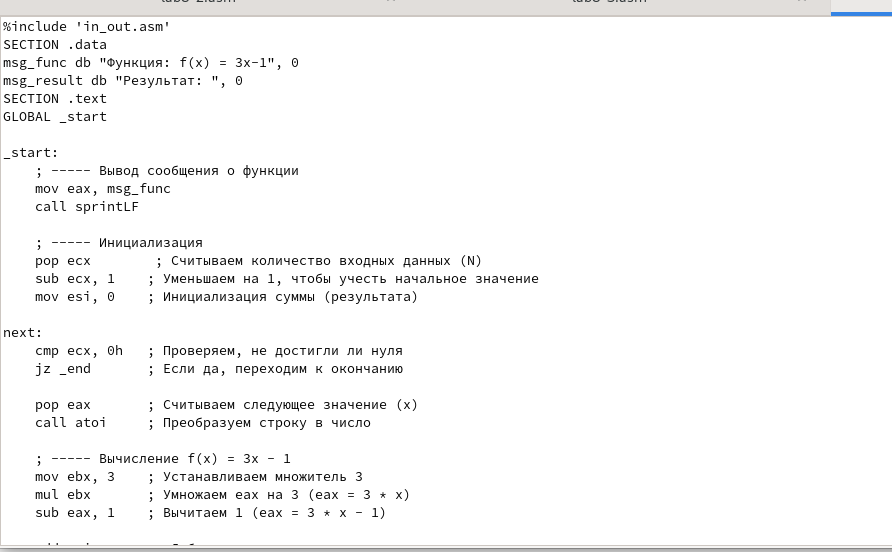 %include 'in_out.asm'
SECTION .data
msg_func db "Функция: f(x) = 3x-1", 0
msg_result db "Результат: ", 0
SECTION .text
GLOBAL _start
_start:
; ----- Вывод сообщения о функции
mov eax, msg_func
call sprintLF
; ----- Инициализация
pop ecx ; Считываем количество входных данных (N)
sub ecx, 1 ; Уменьшаем на 1, чтобы учесть начальное значение
mov esi, 0 ; Инициализация суммы (результата)
next:
cmp ecx, 0h ; Проверяем, не достигли ли нуля
jz _end ; Если да, переходим к окончанию
pop eax ; Считываем следующее значение (x)
call atoi ; Преобразуем строку в число
; ----- Вычисление f(x) = 3x - 1
mov ebx, 3 ; Устанавливаем множитель 3
mul ebx ; Умножаем eax на 3 (eax = 3 * x)
sub eax, 1 ; Вычитаем 1 (eax = 3 * x - 1)